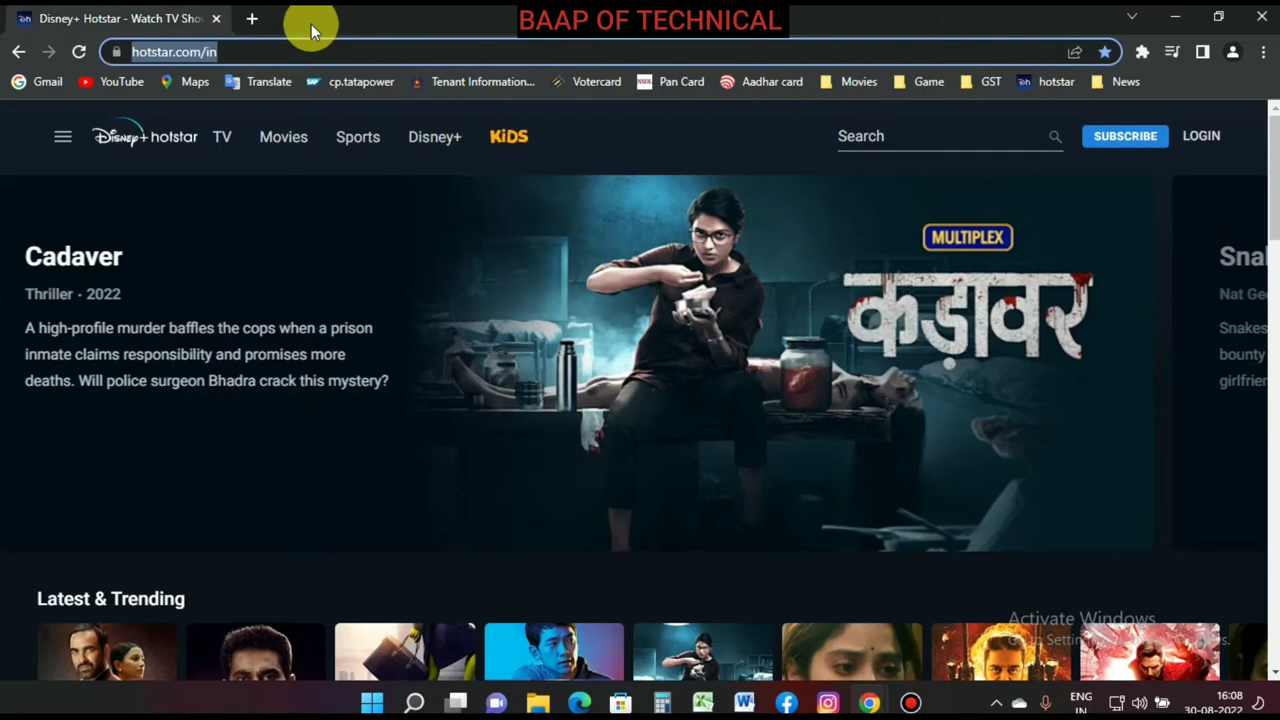 Disney+ Hotstar - Watch TV Sho
BAAP OF TECHNICAL
hotstar.com/in
Gmail YouTube Maps Translate cp.tatapower Tenant Information... Votercard Pan Card Aadhar card Movies Game GST hotstar News
Disney+ hotstar TV Movies Sports Disney+ KiDS Search SUBSCRIBE LOGIN
MULTIPLEX
कड़ावर
Cadaver
Thriller · 2022
A high-profile murder baffles the cops when a prison
inmate claims responsibility and promises more
deaths. Will police surgeon Bhadra crack this mystery?
Snak
Nat Ge
Snakes
bounty
girlfrien
Latest & Trending
Activate Windows
Go to Settin
ENG
IN
16:08
30-08-2022